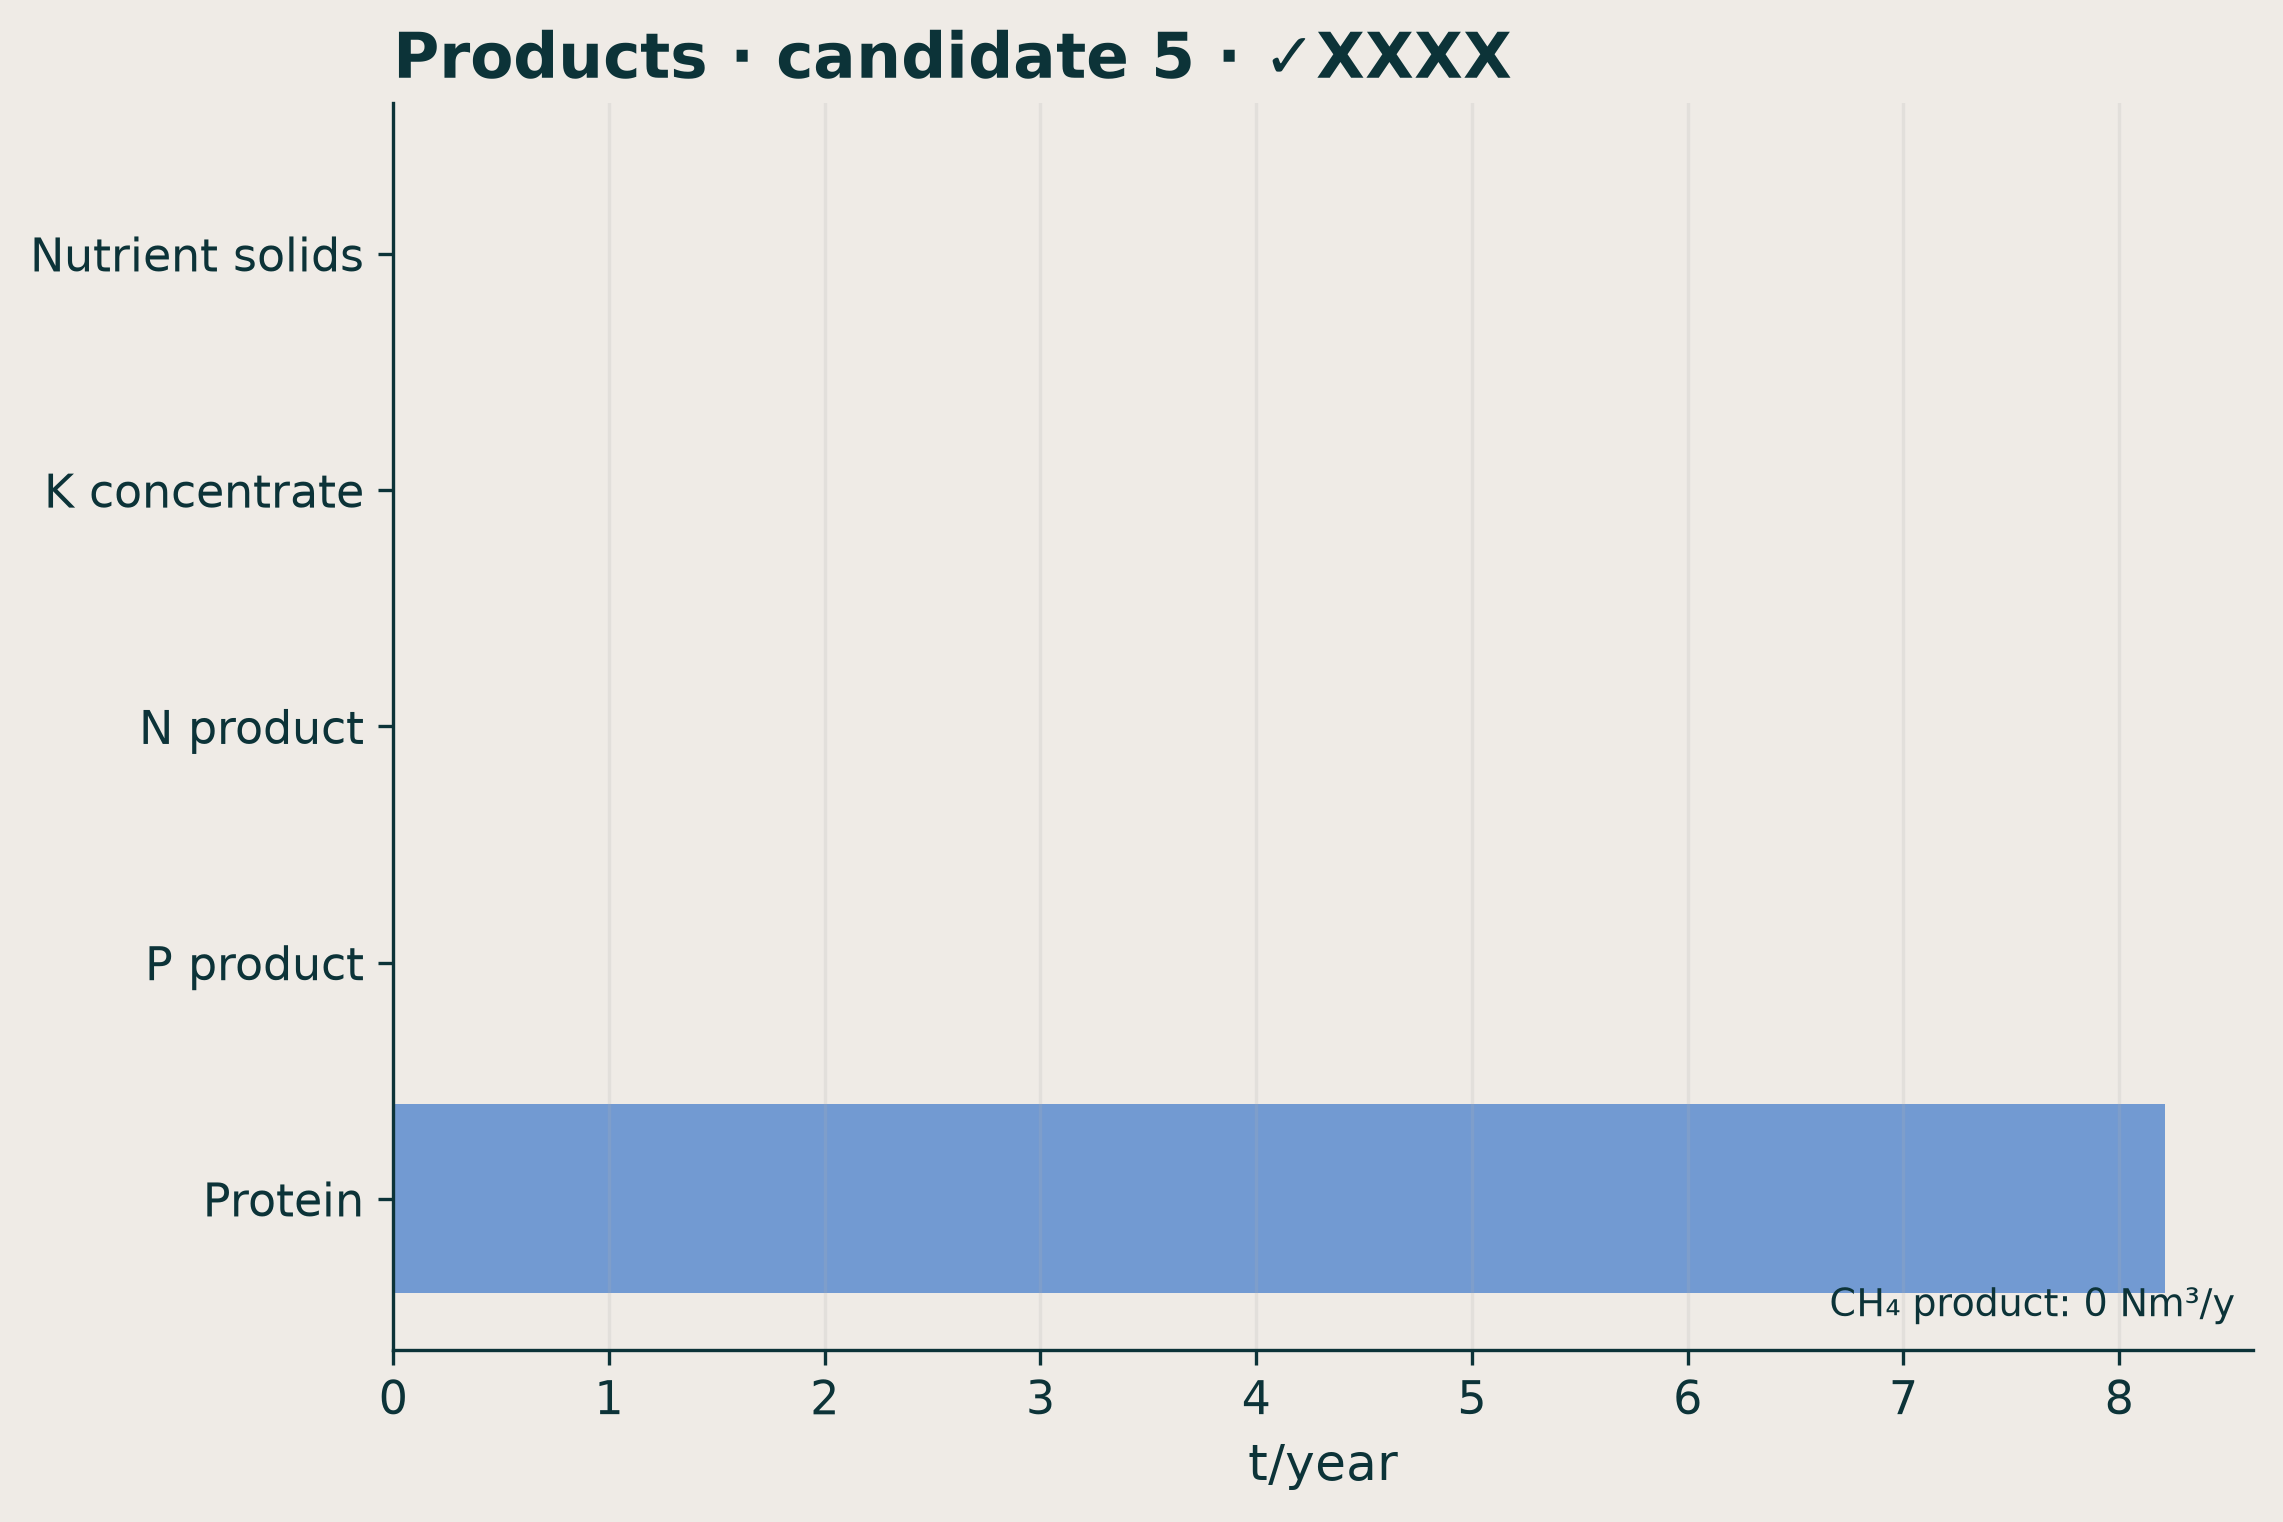 Products · candidate 5 · ✓XXXX
Nutrient solids
K concentrate
N product
P product
Protein
CH₄ product: 0 Nm³/y
0 1 2 3 4 5 6 7 8
t/year